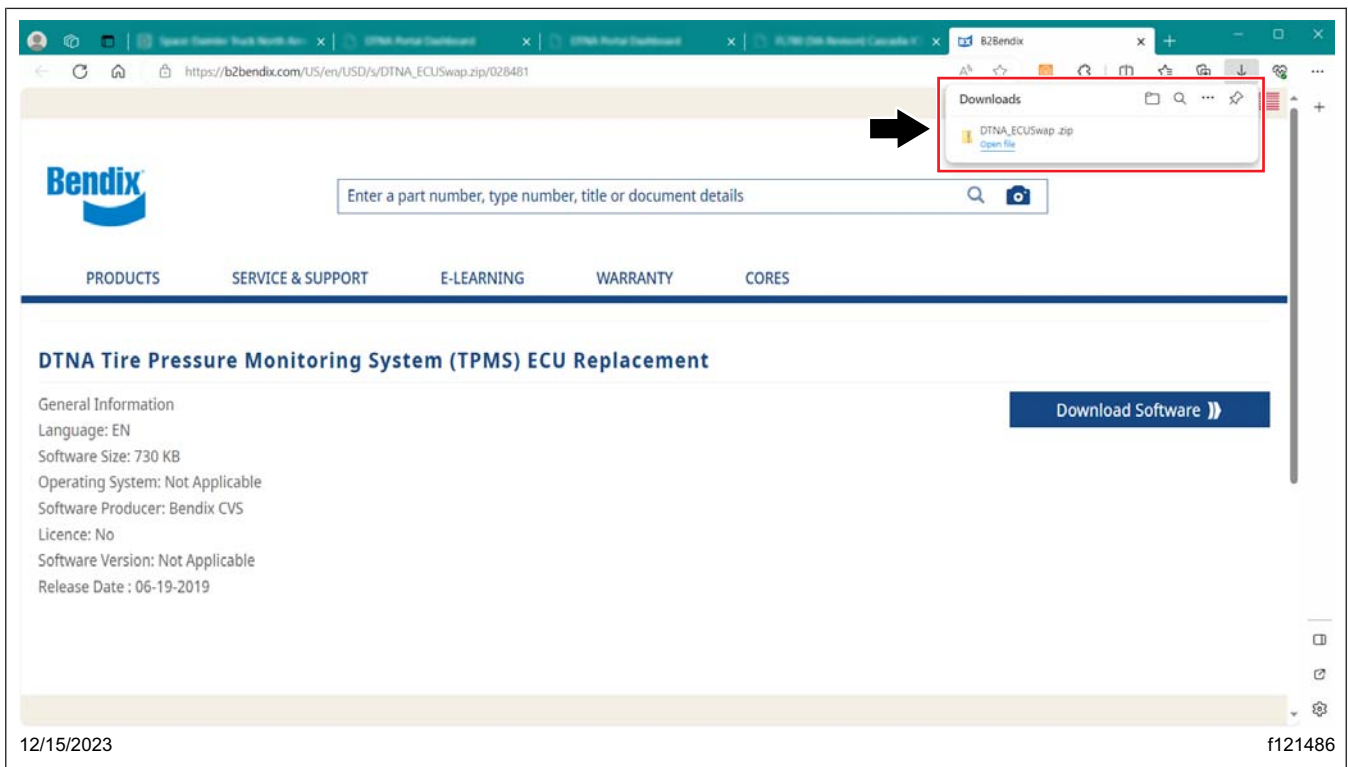 B2Bendix
https://b2bendix.com/US/en/USD/s/DTNA_ECUSwap.zip/028481
Downloads
DTNA_ECUSwap .zip
Open file
Bendix
Enter a part number, type number, title or document details
PRODUCTS SERVICE & SUPPORT E-LEARNING WARRANTY CORES
DTNA Tire Pressure Monitoring System (TPMS) ECU Replacement
General Information
Download Software
Language: EN
Software Size: 730 KB
Operating System: Not Applicable
Software Producer: Bendix CVS
Licence: No
Software Version: Not Applicable
Release Date : 06-19-2019
12/15/2023 f121486